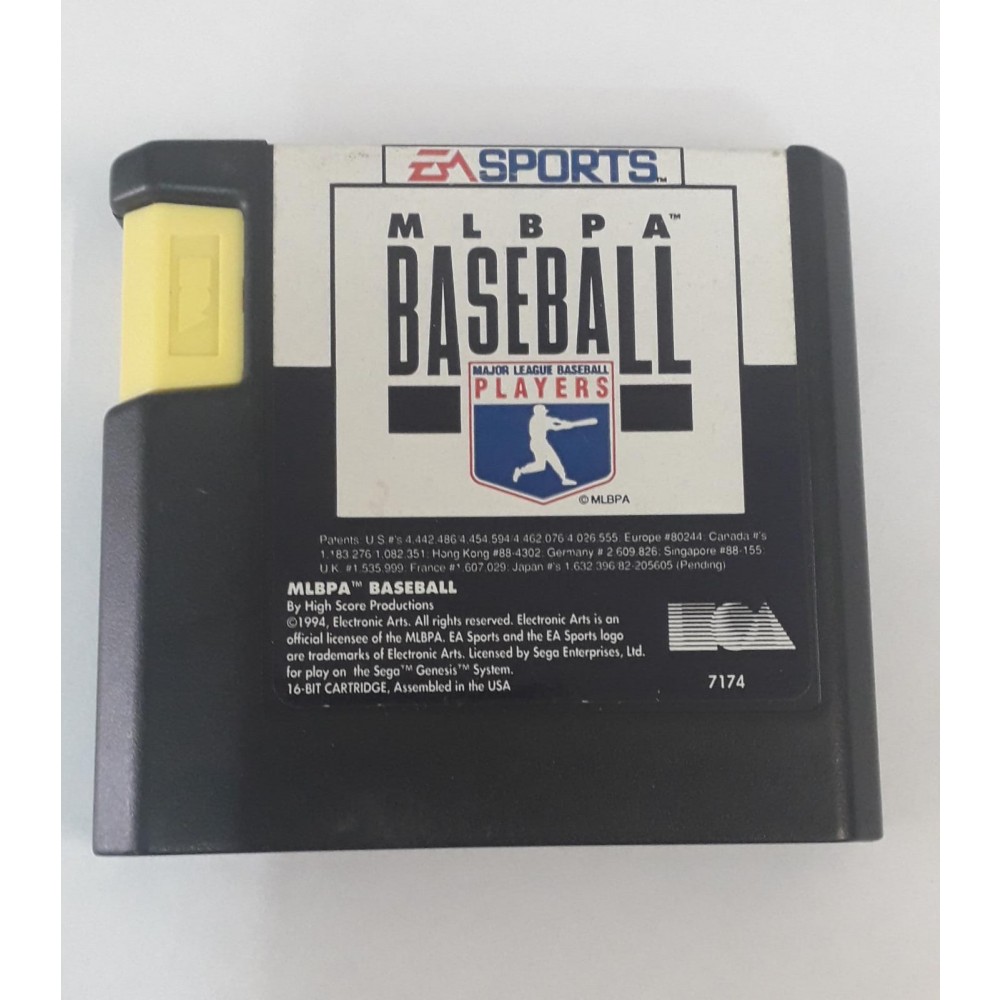 EA SPORTS™
MLBPA™
BASEBALL
MAJOR LEAGUE BASEBALL
PLAYERS
© MLBPA
Patents: U.S.#'s 4,442,486/4,454,594/4,462,076/4,026,555; Europe #80244; Canada #'s
1,183,276/1,082,351; Hong Kong #88-4302; Germany # 2,609,826; Singapore #88-155;
U.K. #1,535,999; France #1,607,029; Japan #'s 1,632,396/82-205605 (Pending)
MLBPA™ BASEBALL
By High Score Productions
©1994, Electronic Arts. All rights reserved. Electronic Arts is an
official licensee of the MLBPA. EA Sports and the EA Sports logo
are trademarks of Electronic Arts. Licensed by Sega Enterprises, Ltd.
for play on the Sega™ Genesis™ System.
16-BIT CARTRIDGE, Assembled in the USA
ECA
7174